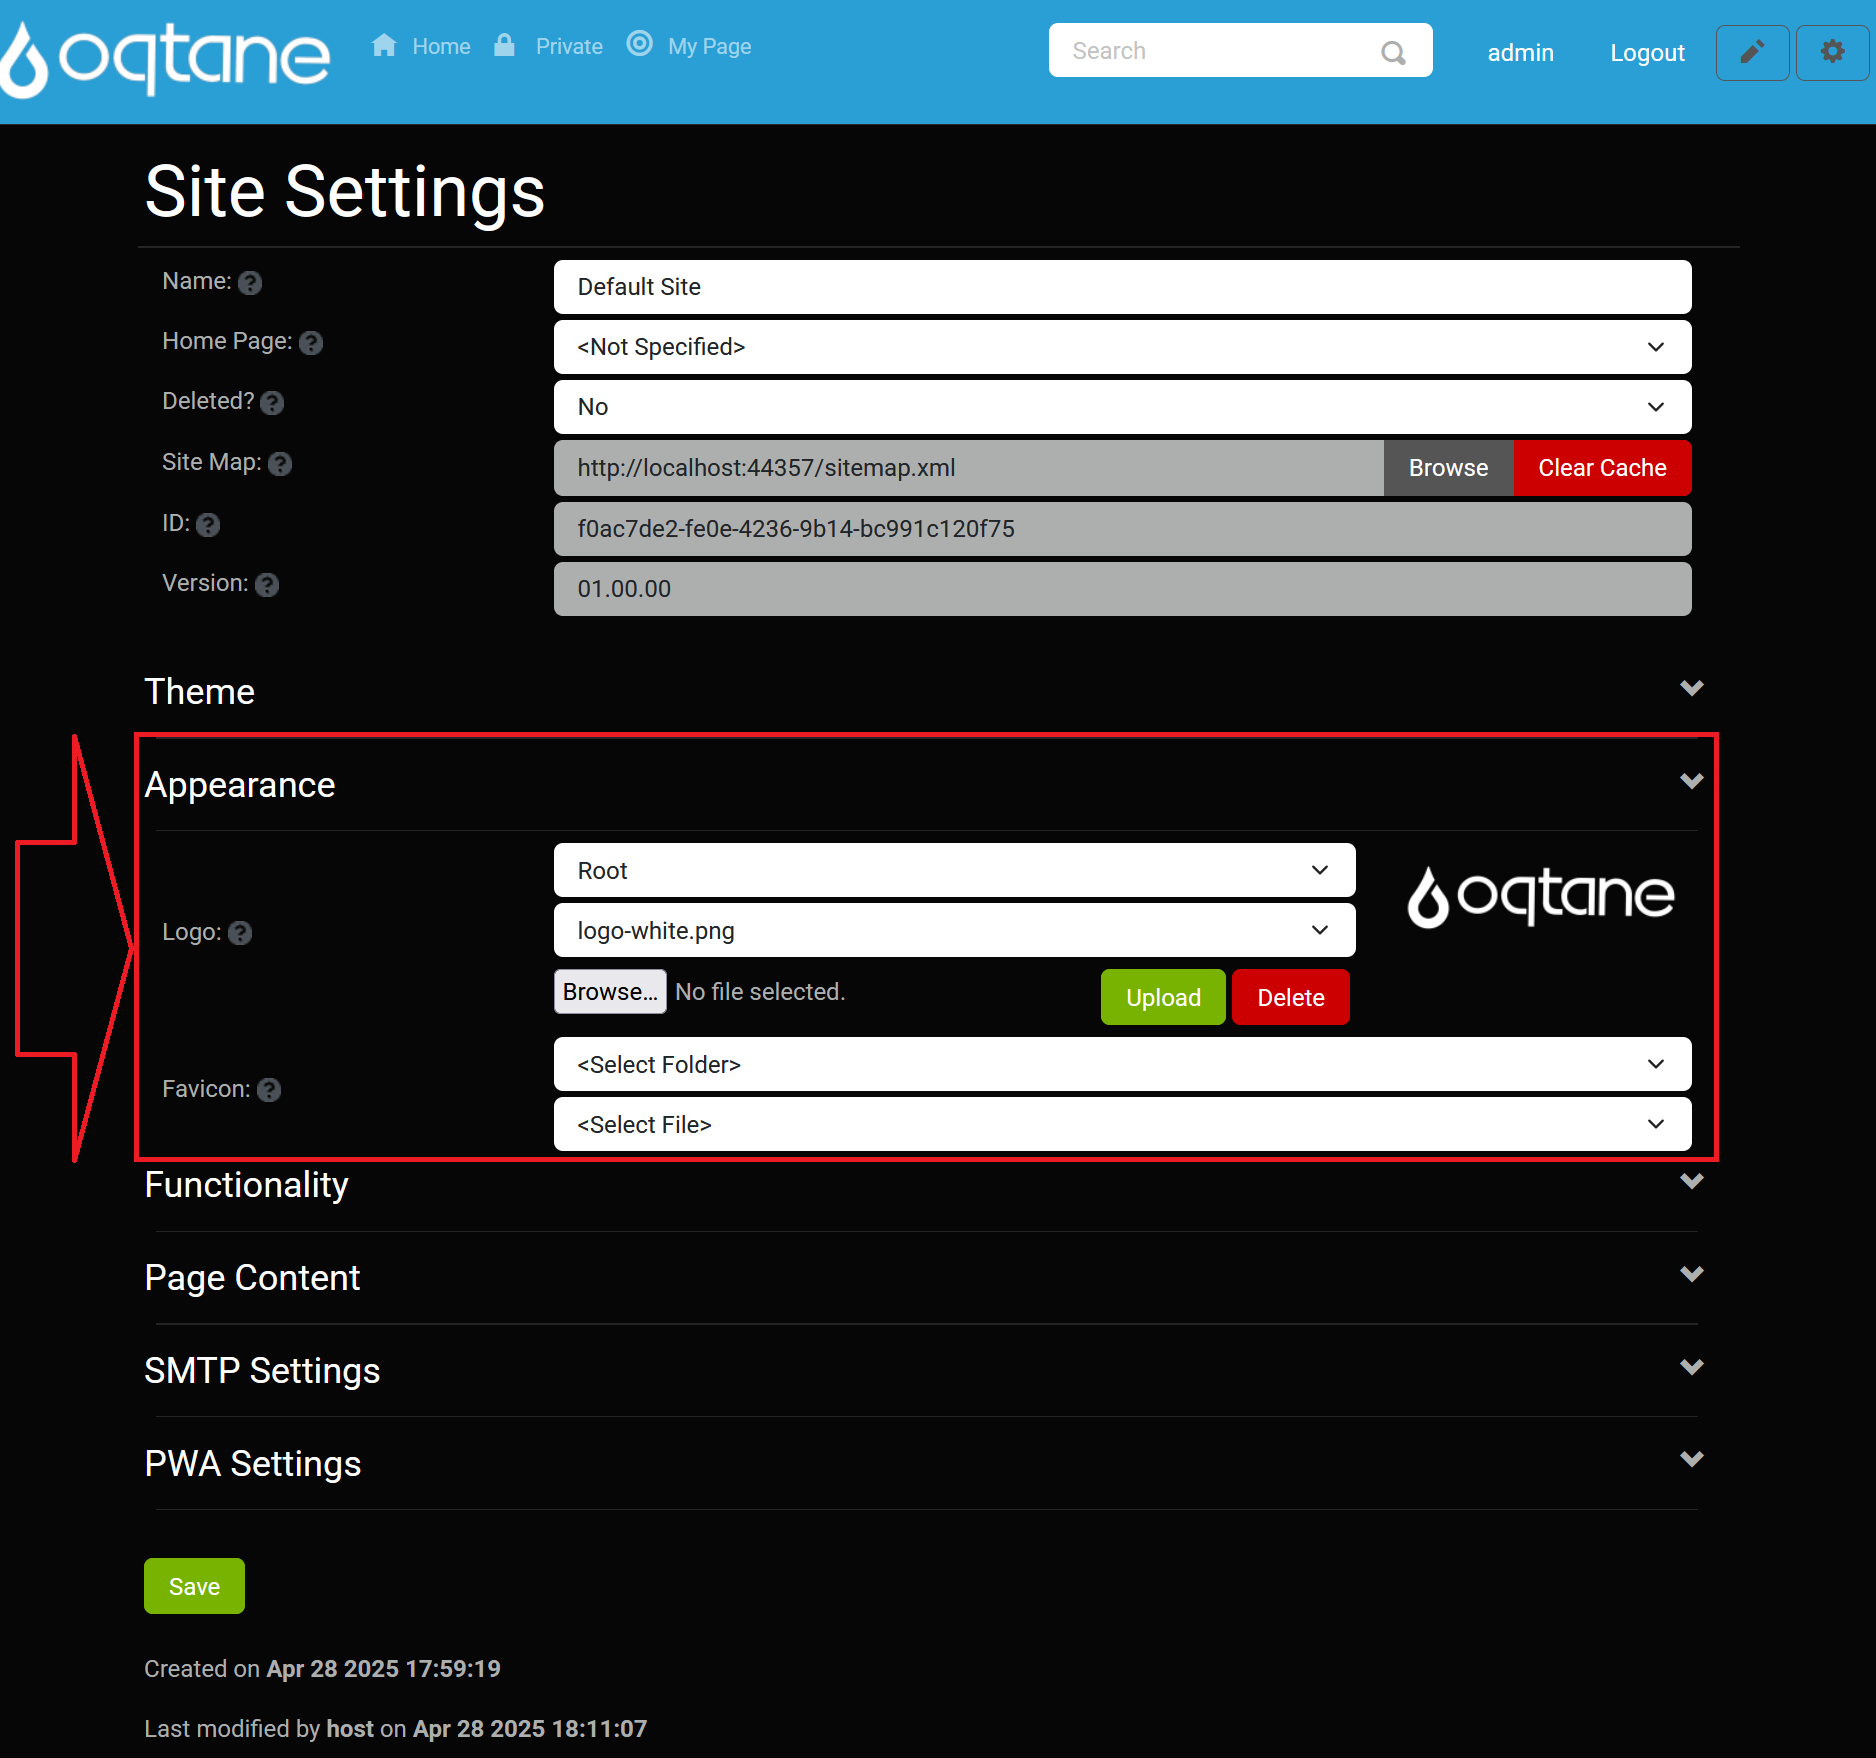 oqtane Home Private My Page Search admin Logout
Site Settings
Name: ? Default Site
Home Page: ? <Not Specified>
Deleted? ? No
Site Map: ? http://localhost:44357/sitemap.xml Browse Clear Cache
ID: ? f0ac7de2-fe0e-4236-9b14-bc991c120f75
Version: ? 01.00.00
Theme
Appearance
Root
oqtane
Logo: ? logo-white.png
Browse... No file selected. Upload Delete
<Select Folder>
Favicon: ?
<Select File>
Functionality
Page Content
SMTP Settings
PWA Settings
Save
Created on Apr 28 2025 17:59:19
Last modified by host on Apr 28 2025 18:11:07